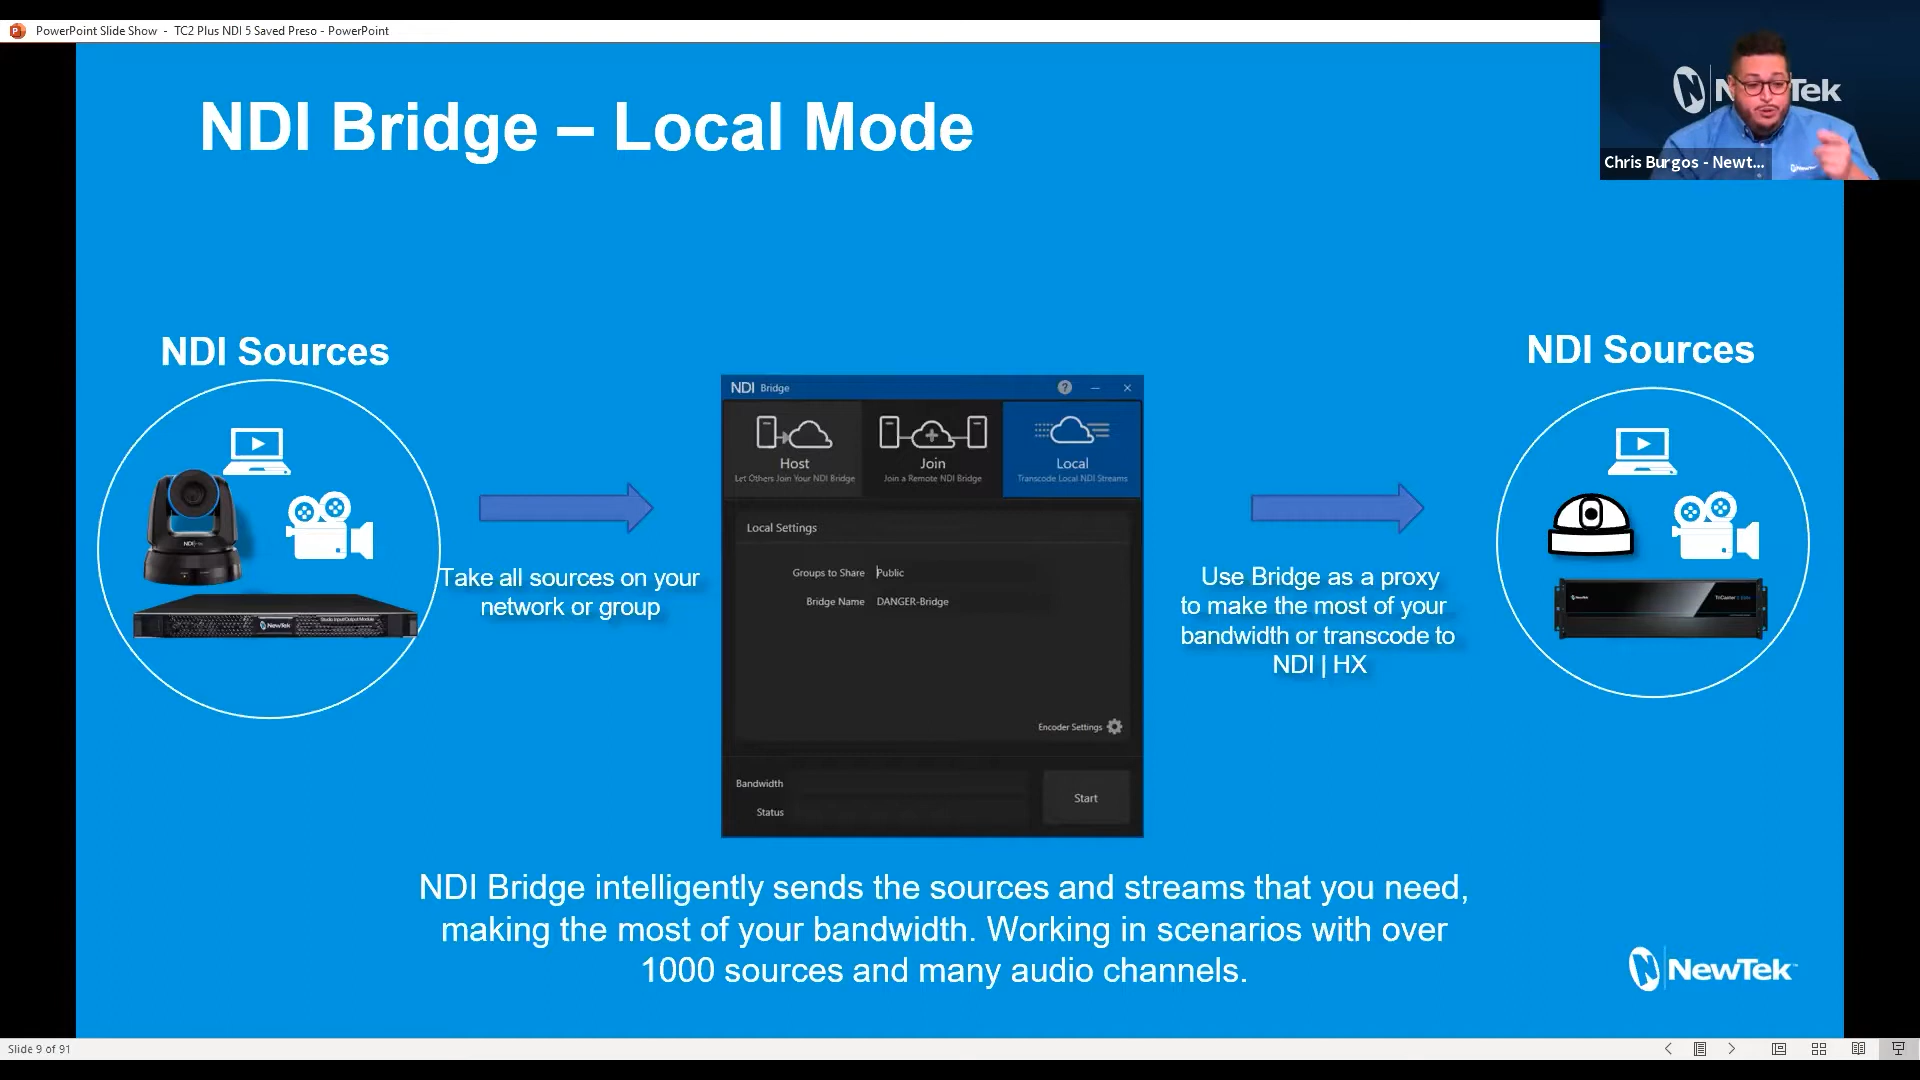 PowerPoint Slide Show - TC2 Plus NDI 5 Saved Preso - PowerPoint
NewTek
Chris Burgos - Newt...
NDI Bridge – Local Mode
NDI Sources
NDI Sources
NDI Bridge
?
Host
Let Others Join Your NDI Bridge
Join
Join a Remote NDI Bridge
Local
Transcode Local NDI Streams
Local Settings
Groups to Share Public
Bridge Name DANGER-Bridge
Encoder Settings
Bandwidth
Status
Start
Take all sources on your
network or group
Use Bridge as a proxy
to make the most of your
bandwidth or transcode to
NDI | HX
NewTek
NDI Bridge intelligently sends the sources and streams that you need,
making the most of your bandwidth. Working in scenarios with over
1000 sources and many audio channels.
NewTek
Slide 9 of 91